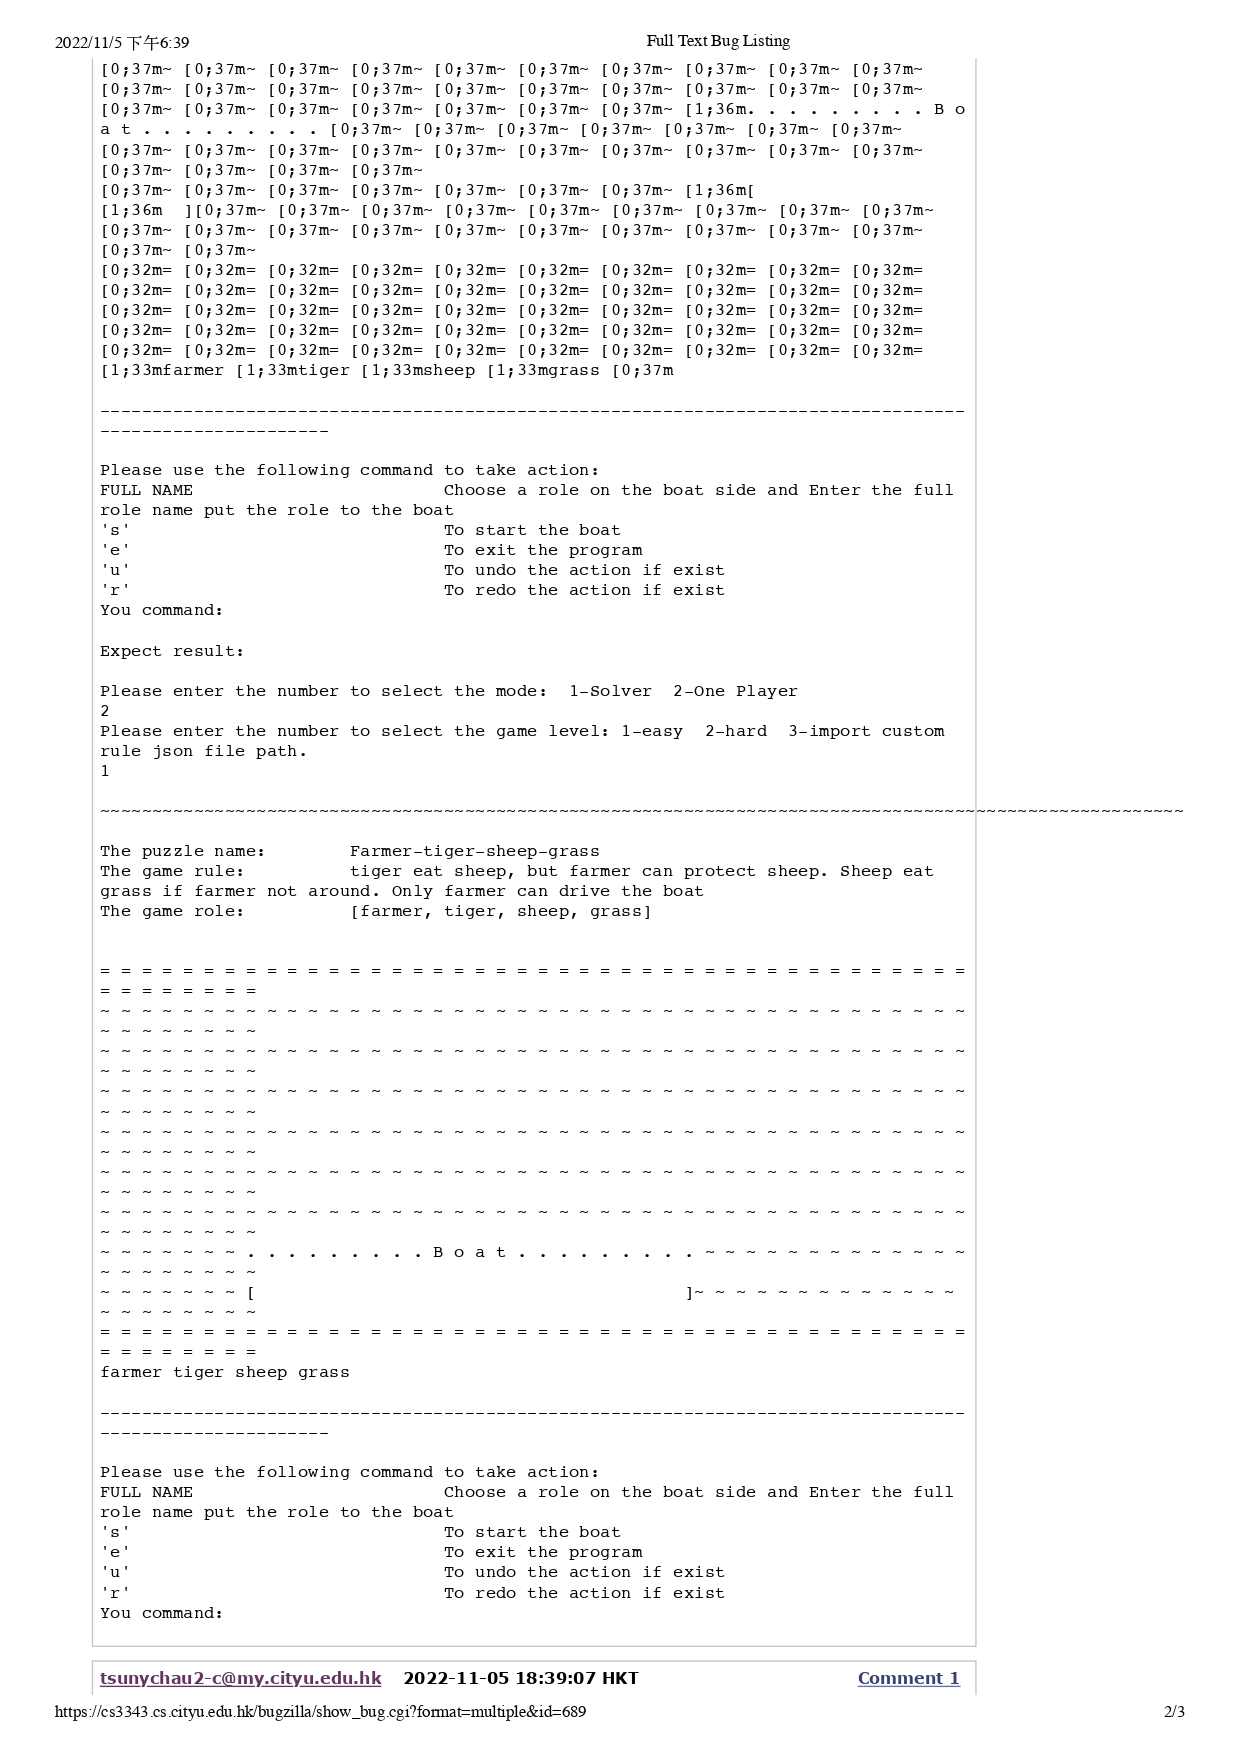 2022/11/5 下午6:39 Full Text Bug Listing
[0;37m~ [0;37m~ [0;37m~ [0;37m~ [0;37m~ [0;37m~ [0;37m~ [0;37m~ [0;37m~ [0;37m~
[0;37m~ [0;37m~ [0;37m~ [0;37m~ [0;37m~ [0;37m~ [0;37m~ [0;37m~ [0;37m~ [0;37m~
[0;37m~ [0;37m~ [0;37m~ [0;37m~ [0;37m~ [0;37m~ [0;37m~ [1;36m. . . . . . . . . B o
a t . . . . . . . . . [0;37m~ [0;37m~ [0;37m~ [0;37m~ [0;37m~ [0;37m~ [0;37m~
[0;37m~ [0;37m~ [0;37m~ [0;37m~ [0;37m~ [0;37m~ [0;37m~ [0;37m~ [0;37m~ [0;37m~
[0;37m~ [0;37m~ [0;37m~ [0;37m~
[0;37m~ [0;37m~ [0;37m~ [0;37m~ [0;37m~ [0;37m~ [0;37m~ [1;36m[
[1;36m  ][0;37m~ [0;37m~ [0;37m~ [0;37m~ [0;37m~ [0;37m~ [0;37m~ [0;37m~ [0;37m~
[0;37m~ [0;37m~ [0;37m~ [0;37m~ [0;37m~ [0;37m~ [0;37m~ [0;37m~ [0;37m~ [0;37m~
[0;37m~ [0;37m~
[0;32m= [0;32m= [0;32m= [0;32m= [0;32m= [0;32m= [0;32m= [0;32m= [0;32m= [0;32m=
[0;32m= [0;32m= [0;32m= [0;32m= [0;32m= [0;32m= [0;32m= [0;32m= [0;32m= [0;32m=
[0;32m= [0;32m= [0;32m= [0;32m= [0;32m= [0;32m= [0;32m= [0;32m= [0;32m= [0;32m=
[0;32m= [0;32m= [0;32m= [0;32m= [0;32m= [0;32m= [0;32m= [0;32m= [0;32m= [0;32m=
[0;32m= [0;32m= [0;32m= [0;32m= [0;32m= [0;32m= [0;32m= [0;32m= [0;32m= [0;32m=
[1;33mfarmer [1;33mtiger [1;33msheep [1;33mgrass [0;37m
-----------------------------------------------------------------------------------
----------------------
Please use the following command to take action:
FULL NAME                        Choose a role on the boat side and Enter the full
role name put the role to the boat
's'                              To start the boat
'e'                              To exit the program
'u'                              To undo the action if exist
'r'                              To redo the action if exist
You command:
Expect result:
Please enter the number to select the mode:  1-Solver  2-One Player
2
Please enter the number to select the game level: 1-easy  2-hard  3-import custom
rule json file path.
1
~~~~~~~~~~~~~~~~~~~~~~~~~~~~~~~~~~~~~~~~~~~~~~~~~~~~~~~~~~~~~~~~~~~~~~~~~~~~~~~~~~~~~~~~~~~~~~~~~~~~~~~~
The puzzle name:        Farmer-tiger-sheep-grass
The game rule:          tiger eat sheep, but farmer can protect sheep. Sheep eat
grass if farmer not around. Only farmer can drive the boat
The game role:          [farmer, tiger, sheep, grass]
= = = = = = = = = = = = = = = = = = = = = = = = = = = = = = = = = = = = = = = = = =
= = = = = = = =
~ ~ ~ ~ ~ ~ ~ ~ ~ ~ ~ ~ ~ ~ ~ ~ ~ ~ ~ ~ ~ ~ ~ ~ ~ ~ ~ ~ ~ ~ ~ ~ ~ ~ ~ ~ ~ ~ ~ ~ ~ ~
~ ~ ~ ~ ~ ~ ~ ~
~ ~ ~ ~ ~ ~ ~ ~ ~ ~ ~ ~ ~ ~ ~ ~ ~ ~ ~ ~ ~ ~ ~ ~ ~ ~ ~ ~ ~ ~ ~ ~ ~ ~ ~ ~ ~ ~ ~ ~ ~ ~
~ ~ ~ ~ ~ ~ ~ ~
~ ~ ~ ~ ~ ~ ~ ~ ~ ~ ~ ~ ~ ~ ~ ~ ~ ~ ~ ~ ~ ~ ~ ~ ~ ~ ~ ~ ~ ~ ~ ~ ~ ~ ~ ~ ~ ~ ~ ~ ~ ~
~ ~ ~ ~ ~ ~ ~ ~
~ ~ ~ ~ ~ ~ ~ ~ ~ ~ ~ ~ ~ ~ ~ ~ ~ ~ ~ ~ ~ ~ ~ ~ ~ ~ ~ ~ ~ ~ ~ ~ ~ ~ ~ ~ ~ ~ ~ ~ ~ ~
~ ~ ~ ~ ~ ~ ~ ~
~ ~ ~ ~ ~ ~ ~ ~ ~ ~ ~ ~ ~ ~ ~ ~ ~ ~ ~ ~ ~ ~ ~ ~ ~ ~ ~ ~ ~ ~ ~ ~ ~ ~ ~ ~ ~ ~ ~ ~ ~ ~
~ ~ ~ ~ ~ ~ ~ ~
~ ~ ~ ~ ~ ~ ~ ~ ~ ~ ~ ~ ~ ~ ~ ~ ~ ~ ~ ~ ~ ~ ~ ~ ~ ~ ~ ~ ~ ~ ~ ~ ~ ~ ~ ~ ~ ~ ~ ~ ~ ~
~ ~ ~ ~ ~ ~ ~ ~
~ ~ ~ ~ ~ ~ ~ . . . . . . . . . B o a t . . . . . . . . . ~ ~ ~ ~ ~ ~ ~ ~ ~ ~ ~ ~ ~
~ ~ ~ ~ ~ ~ ~ ~
~ ~ ~ ~ ~ ~ ~ [                                         ]~ ~ ~ ~ ~ ~ ~ ~ ~ ~ ~ ~ ~
~ ~ ~ ~ ~ ~ ~ ~
= = = = = = = = = = = = = = = = = = = = = = = = = = = = = = = = = = = = = = = = = =
= = = = = = = =
farmer tiger sheep grass
-----------------------------------------------------------------------------------
----------------------
Please use the following command to take action:
FULL NAME                        Choose a role on the boat side and Enter the full
role name put the role to the boat
's'                              To start the boat
'e'                              To exit the program
'u'                              To undo the action if exist
'r'                              To redo the action if exist
You command:
tsunychau2-c@my.cityu.edu.hk 2022-11-05 18:39:07 HKT Comment 1
https://cs3343.cs.cityu.edu.hk/bugzilla/show_bug.cgi?format=multiple&id=689 2/3